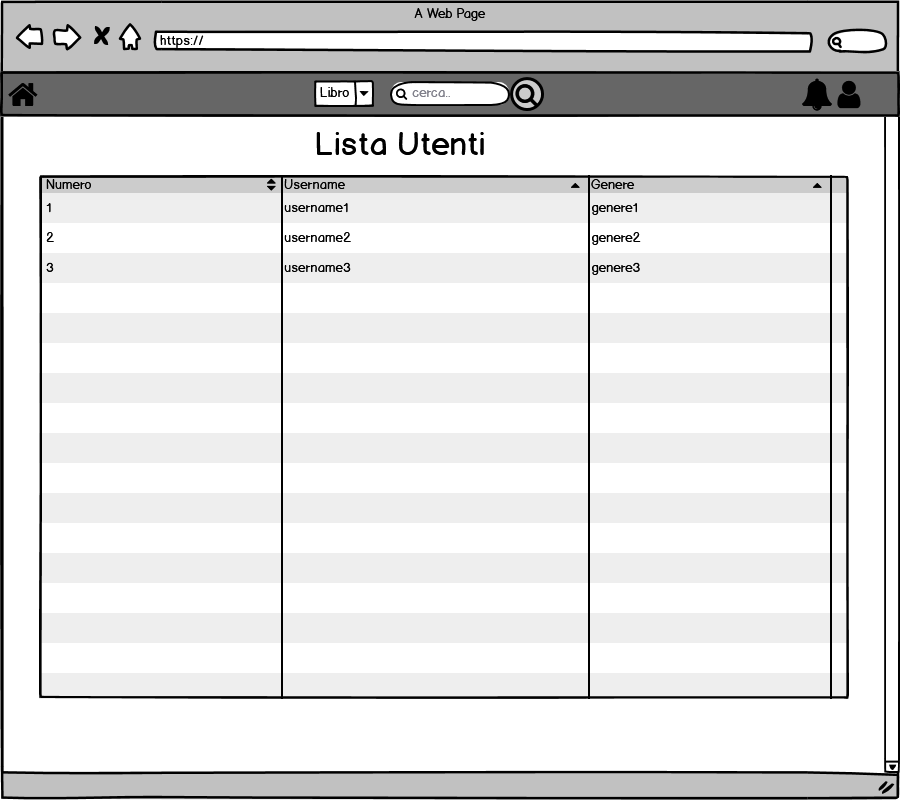 A Web Page
https://
Libro cerca..
Lista Utenti
Numero Username Genere
1 username1 genere1
2 username2 genere2
3 username3 genere3